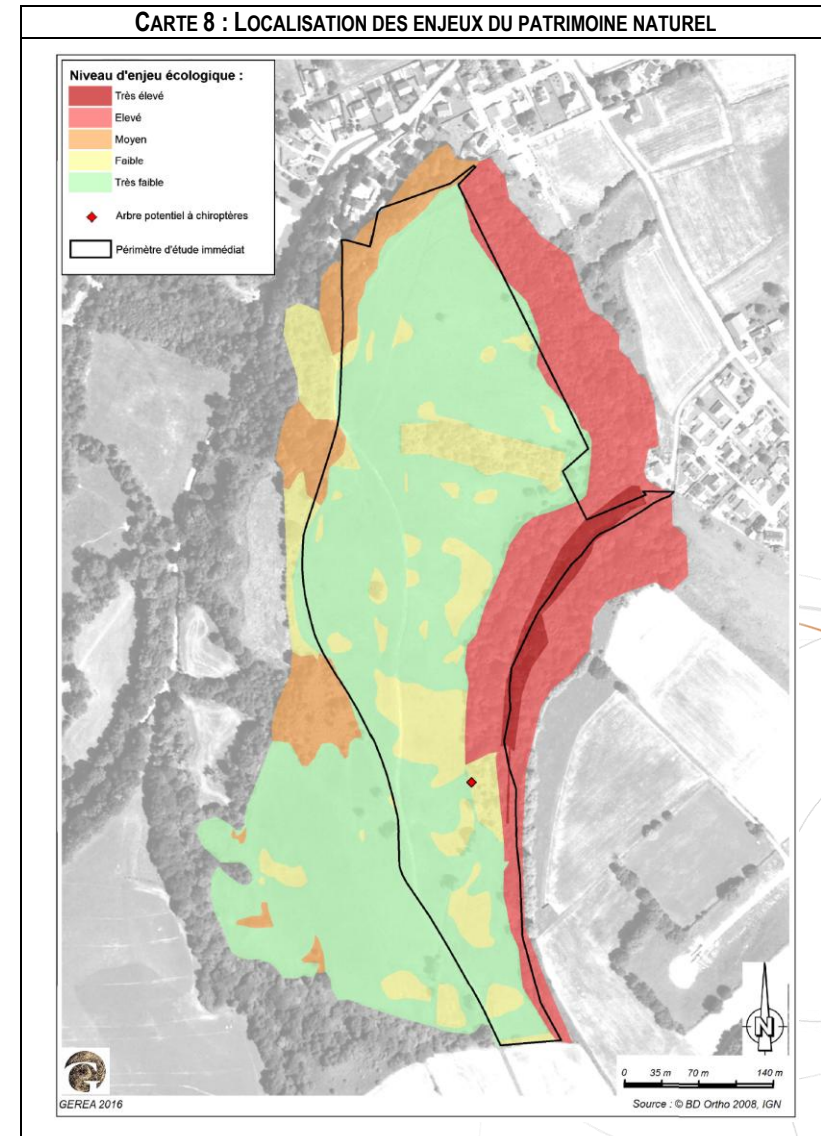 CARTE 8 : LOCALISATION DES ENJEUX DU PATRIMOINE NATUREL
Niveau d'enjeu écologique :
Très élevé
Elevé
Moyen
Faible
Très faible
Arbre potentiel à chiroptères
Périmètre d'étude immédiat
N
0 35 m 70 m 140 m
GEREA 2016
Source : © BD Ortho 2008, IGN